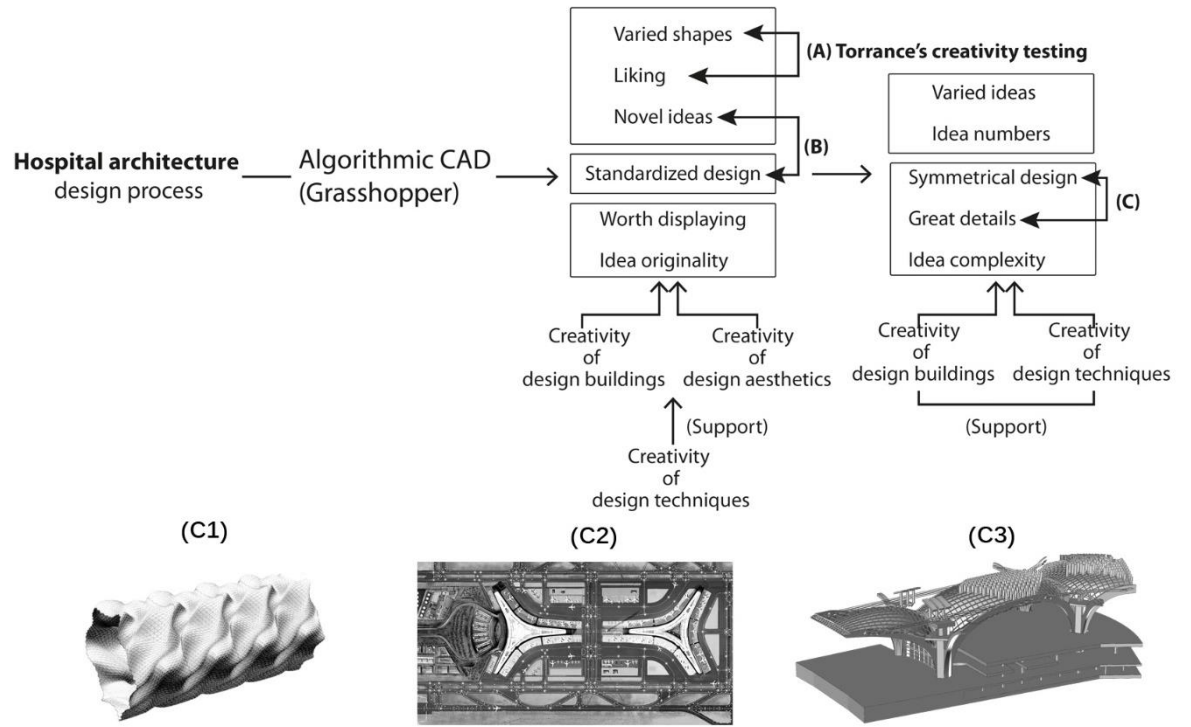 Varied shapes
Liking
Novel ideas
(A) Torrance's creativity testing
(B)
Hospital architecture
design process
Algorithmic CAD
(Grasshopper)
Standardized design
Worth displaying
Idea originality
Varied ideas
Idea numbers
Symmetrical design
Great details
Idea complexity
(C)
Creativity
of
design buildings
Creativity
of
design aesthetics
(Support)
Creativity
of
design techniques
Creativity
of
design buildings
Creativity
of
design techniques
(Support)
(C1)
(C2)
(C3)